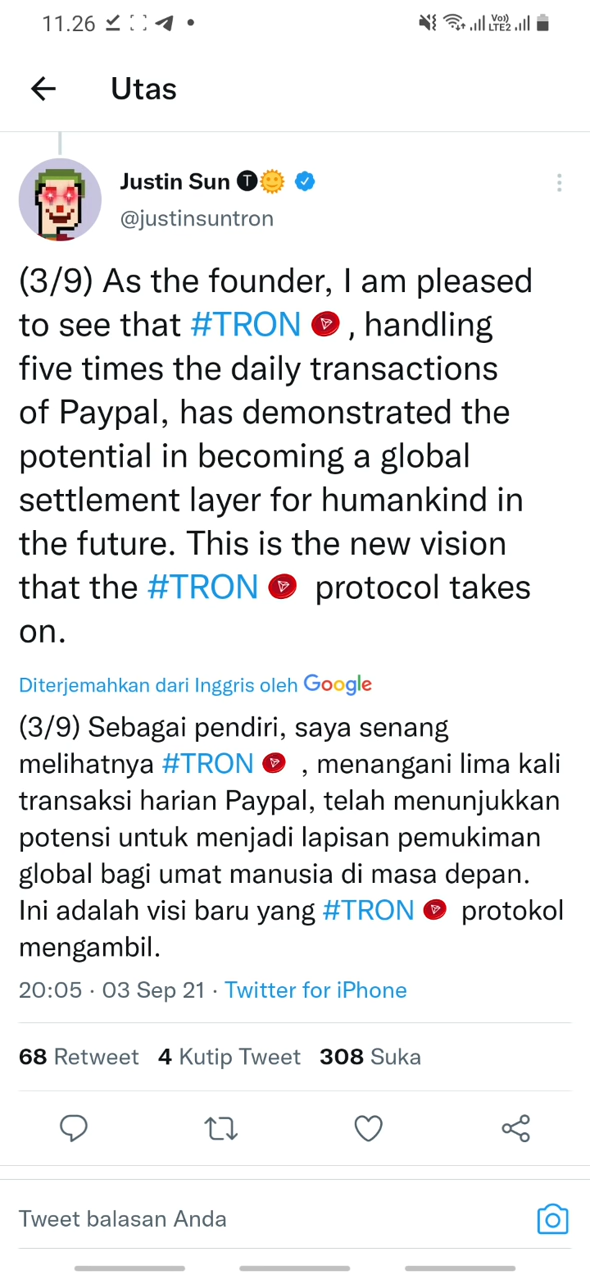 11.26
Vo))
LTE2
Utas
Justin Sun T🌞
@justinsuntron
(3/9) As the founder, I am pleased
to see that #TRON , handling
five times the daily transactions
of Paypal, has demonstrated the
potential in becoming a global
settlement layer for humankind in
the future. This is the new vision
that the #TRON protocol takes
on.
Diterjemahkan dari Inggris oleh Google
(3/9) Sebagai pendiri, saya senang
melihatnya #TRON , menangani lima kali
transaksi harian Paypal, telah menunjukkan
potensi untuk menjadi lapisan pemukiman
global bagi umat manusia di masa depan.
Ini adalah visi baru yang #TRON protokol
mengambil.
20:05 · 03 Sep 21 · Twitter for iPhone
68 Retweet 4 Kutip Tweet 308 Suka
Tweet balasan Anda